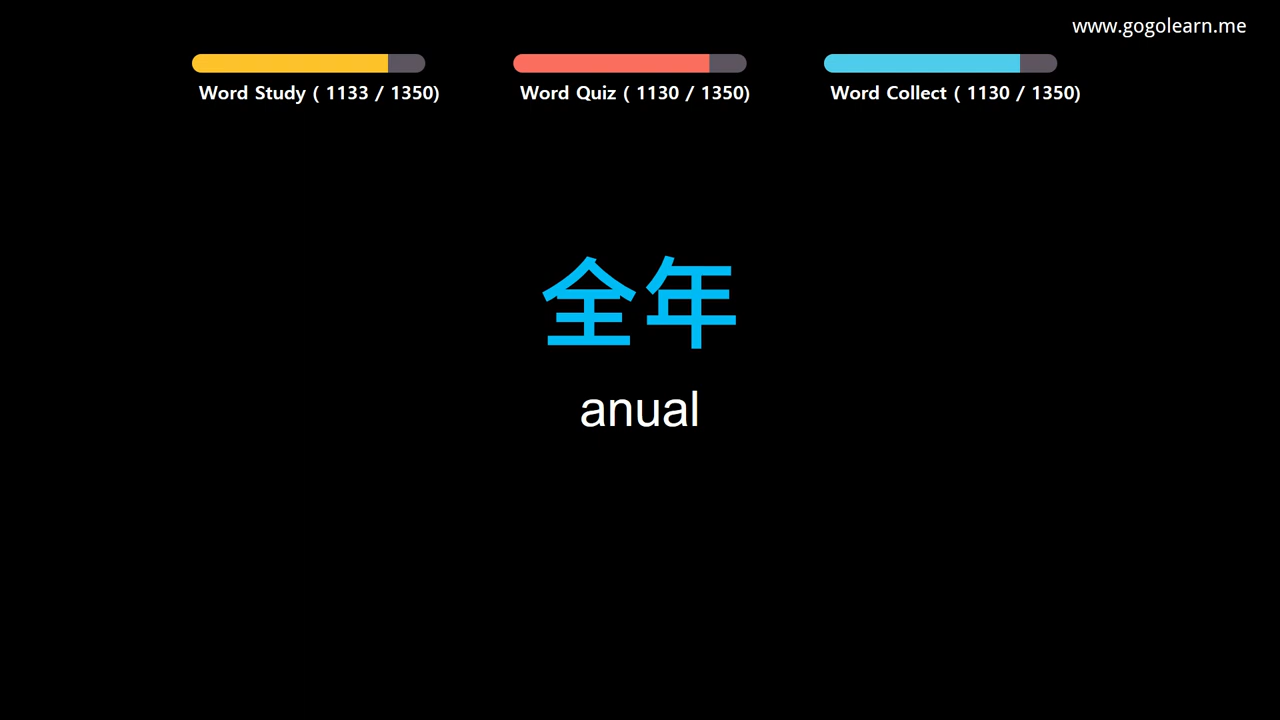 www.gogolearn.me
Word Study ( 1133 / 1350)
Word Quiz ( 1130 / 1350)
Word Collect ( 1130 / 1350)
全年
anual